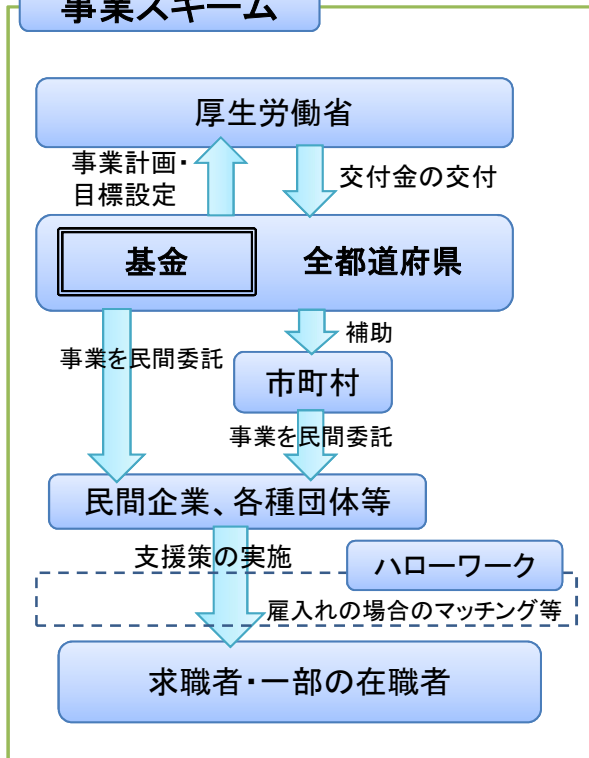 事業スキーム
厚生労働省
事業計画・
目標設定
交付金の交付
基金
全都道府県
補助
事業を民間委託
市町村
事業を民間委託
民間企業、各種団体等
支援策の実施
ハローワーク
雇入れの場合のマッチング等
求職者・一部の在職者